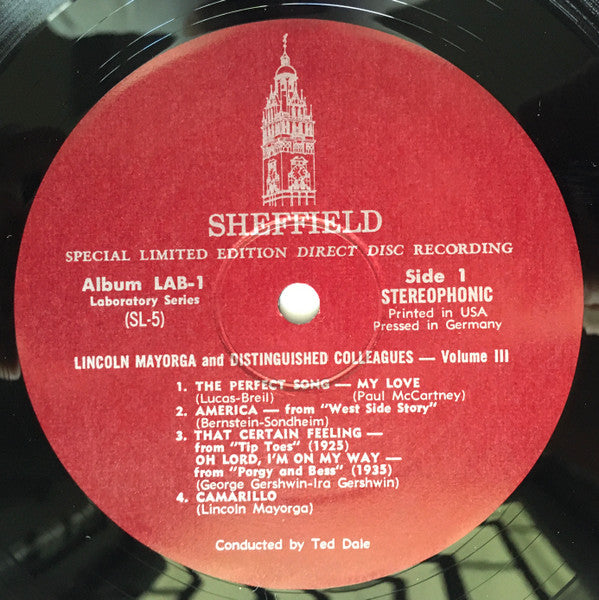 SHEFFIELD
SPECIAL LIMITED EDITION DIRECT DISC RECORDING
Album LAB-1
Laboratory Series
(SL-5)
Side 1
STEREOPHONIC
Printed in USA
Pressed in Germany
LINCOLN MAYORGA and DISTINGUISHED COLLEAGUES — Volume III
1. THE PERFECT SONG — MY LOVE
(Lucas-Breil) (Paul McCartney)
2. AMERICA — from "West Side Story"
(Bernstein-Sondheim)
3. THAT CERTAIN FEELING —
from "Tip Toes" (1925)
OH LORD, I'M ON MY WAY —
from "Porgy and Bess" (1935)
(George Gershwin-Ira Gershwin)
4. CAMARILLO
(Lincoln Mayorga)
Conducted by Ted Dale